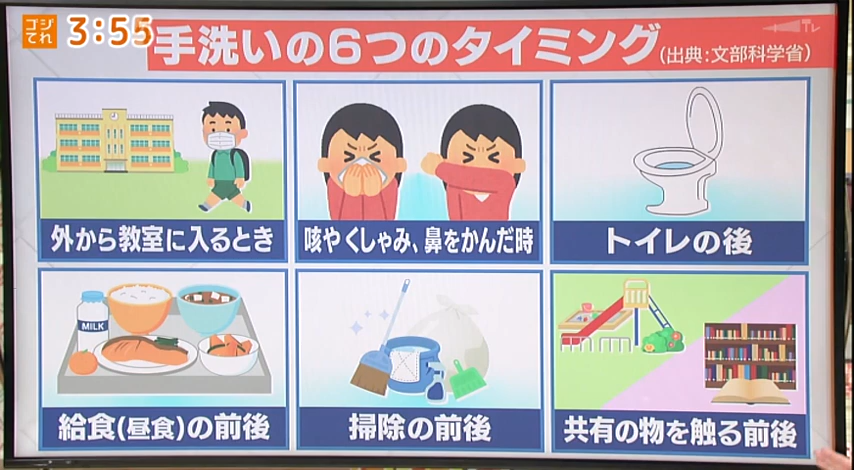 ゴジてれ 3:55
手洗いの6つのタイミング(出典:文部科学省)
外から教室に入るとき
咳やくしゃみ、鼻をかんだ時
トイレの後
MILK
給食(昼食)の前後
掃除の前後
共有の物を触る前後